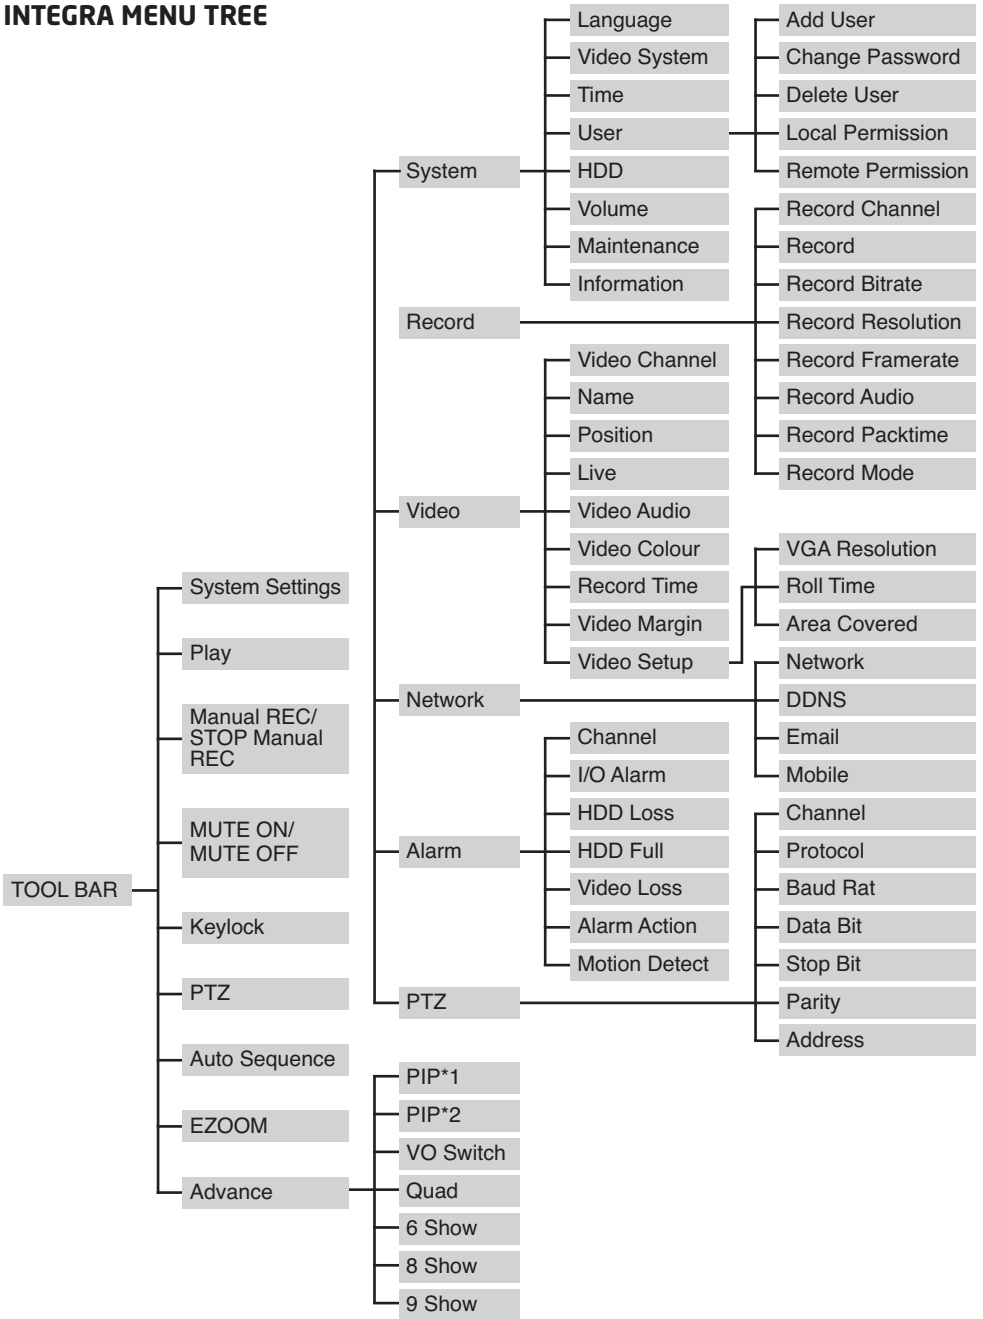 INTEGRA MENU TREE
TOOL BAR
System Settings
Play
Manual REC/
STOP Manual
REC
MUTE ON/
MUTE OFF
Keylock
PTZ
Auto Sequence
EZOOM
Advance
System
Record
Video
Network
Alarm
PTZ
PIP*1
PIP*2
VO Switch
Quad
6 Show
8 Show
9 Show
Language
Video System
Time
User
HDD
Volume
Maintenance
Information
Video Channel
Name
Position
Live
Video Audio
Video Colour
Record Time
Video Margin
Video Setup
Channel
I/O Alarm
HDD Loss
HDD Full
Video Loss
Alarm Action
Motion Detect
Add User
Change Password
Delete User
Local Permission
Remote Permission
Record Channel
Record
Record Bitrate
Record Resolution
Record Framerate
Record Audio
Record Packtime
Record Mode
VGA Resolution
Roll Time
Area Covered
Network
DDNS
Email
Mobile
Channel
Protocol
Baud Rat
Data Bit
Stop Bit
Parity
Address